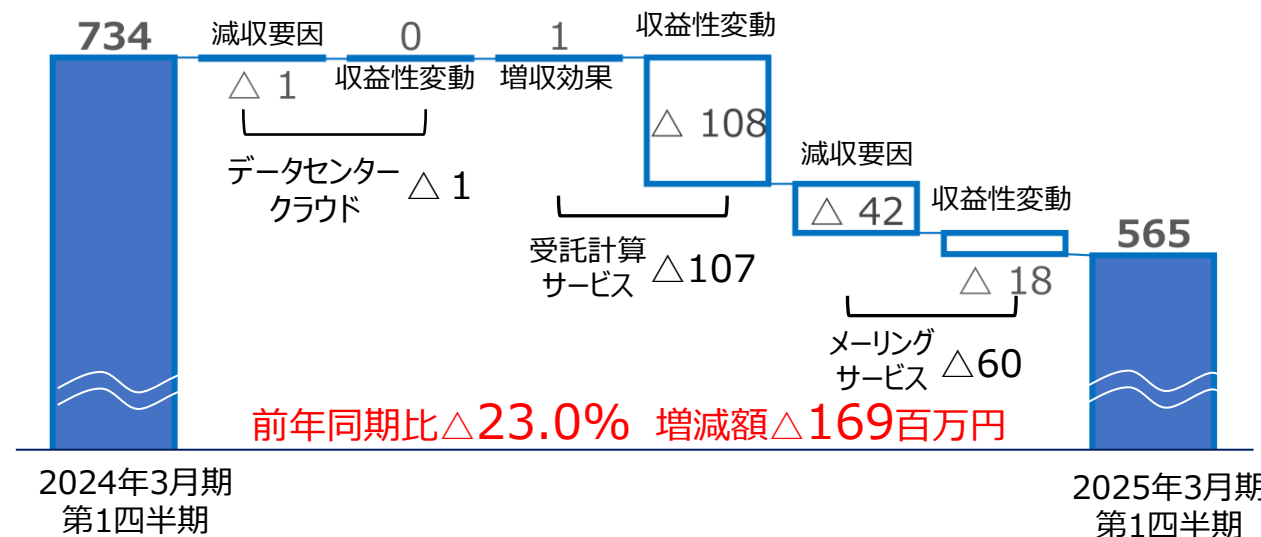 734
減収要因
△ 1
0
収益性変動
1
増収効果
収益性変動
△ 108
減収要因
△ 42
収益性変動
△ 18
565
データセンター
クラウド
△ 1
受託計算
サービス
△107
メーリング
サービス
△60
前年同期比△23.0% 増減額△169百万円
2024年3月期
第1四半期
2025年3月期
第1四半期